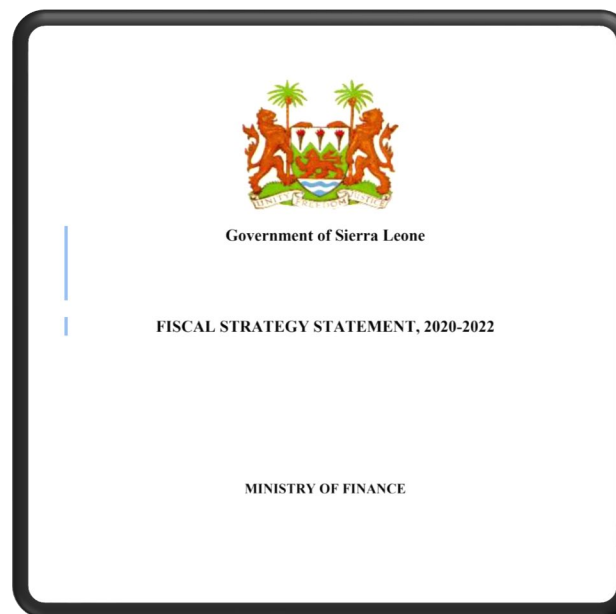 UNITY FREEDOM JUSTICE
Government of Sierra Leone
FISCAL STRATEGY STATEMENT, 2020-2022
MINISTRY OF FINANCE